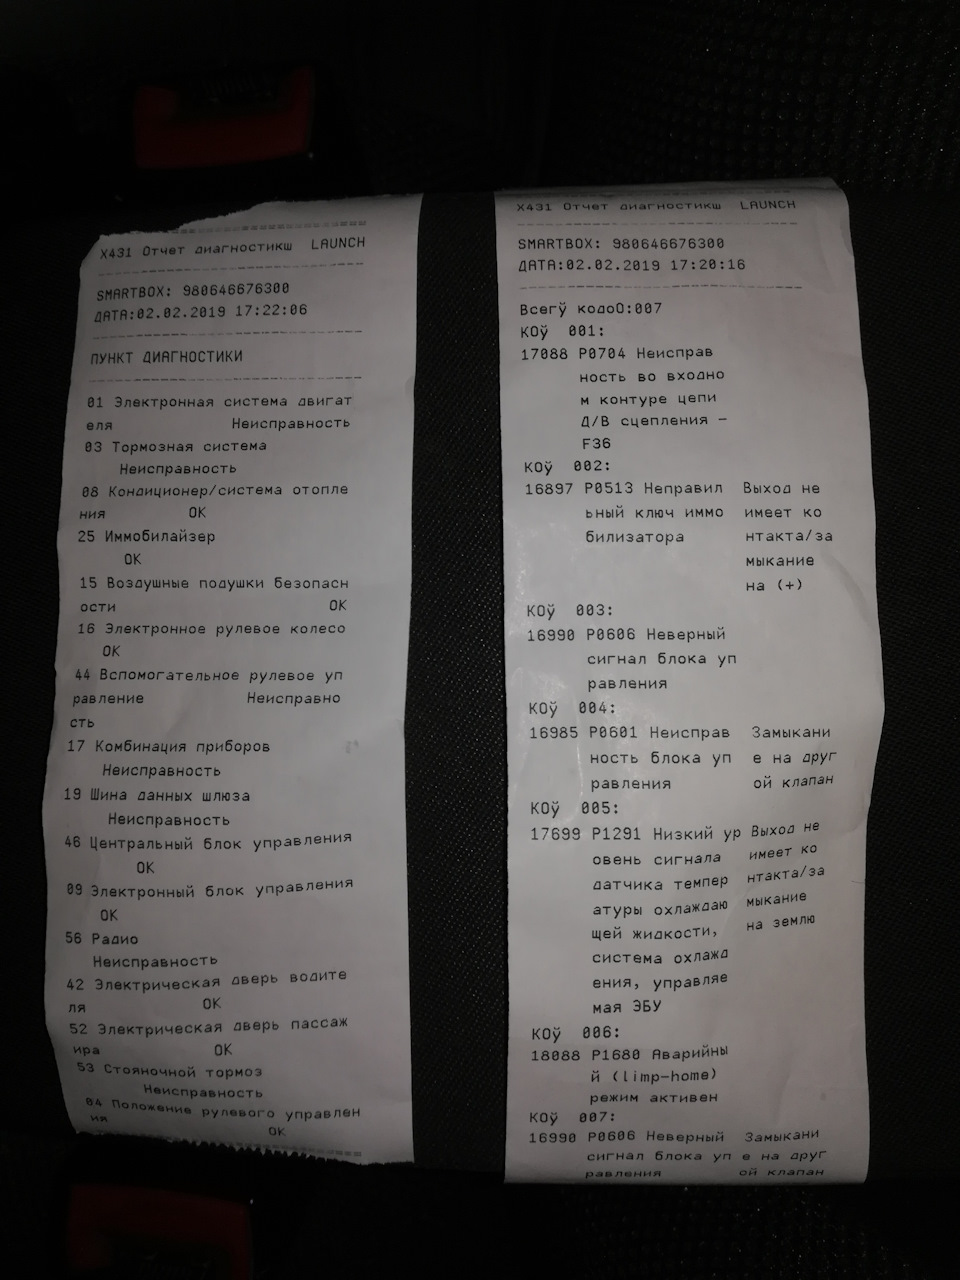 X431 Отчет диагностикш LAUNCH
SMARTBOX: 980646676300
ДАТА:02.02.2019 17:22:06
ПУНКТ ДИАГНОСТИКИ
01 Электронная система двигат
еля Неисправность
03 Тормозная система
Неисправность
08 Кондиционер/система отопле
ния OK
25 Иммобилайзер
OK
15 Воздушные подушки безопасн
ости OK
16 Электронное рулевое колесо
OK
44 Вспомогательное рулевое уп
равление Неисправно
сть
17 Комбинация приборов
Неисправность
19 Шина данных шлюза
Неисправность
46 Центральный блок управления
OK
09 Электронный блок управления
OK
56 Радио
Неисправность
42 Электрическая дверь водите
ля OK
52 Электрическая дверь пассаж
ира OK
53 Стояночной тормоз
Неисправность
04 Положение рулевого управлен
ия OK
X431 Отчет диагностикш LAUNCH
SMARTBOX: 980646676300
ДАТА:02.02.2019 17:20:16
Всегў кодоО:007
КОў 001:
17088 P0704 Неисправ
ность во входно
м контуре цепи
Д/В сцепления -
F36
КОў 002:
16897 P0513 Неправил Выход не
ьный ключ иммо имеет ко
билизатора нтакта/за
мыкание
на (+)
КОў 003:
16990 P0606 Неверный
сигнал блока уп
равления
КОў 004:
16985 P0601 Неисправ Замыкани
ность блока уп е на друг
равления ой клапан
КОў 005:
17699 P1291 Низкий ур Выход не
овень сигнала имеет ко
датчика темпер нтакта/за
атуры охлаждаю мыкание
щей жидкости, на землю
система охлажд
ения, управляе
мая ЭБУ
КОў 006:
18088 P1680 Аварийны
й (limp-home)
режим активен
КОў 007:
16990 P0606 Неверный Замыкани
сигнал блока уп е на друг
равления ой клапан